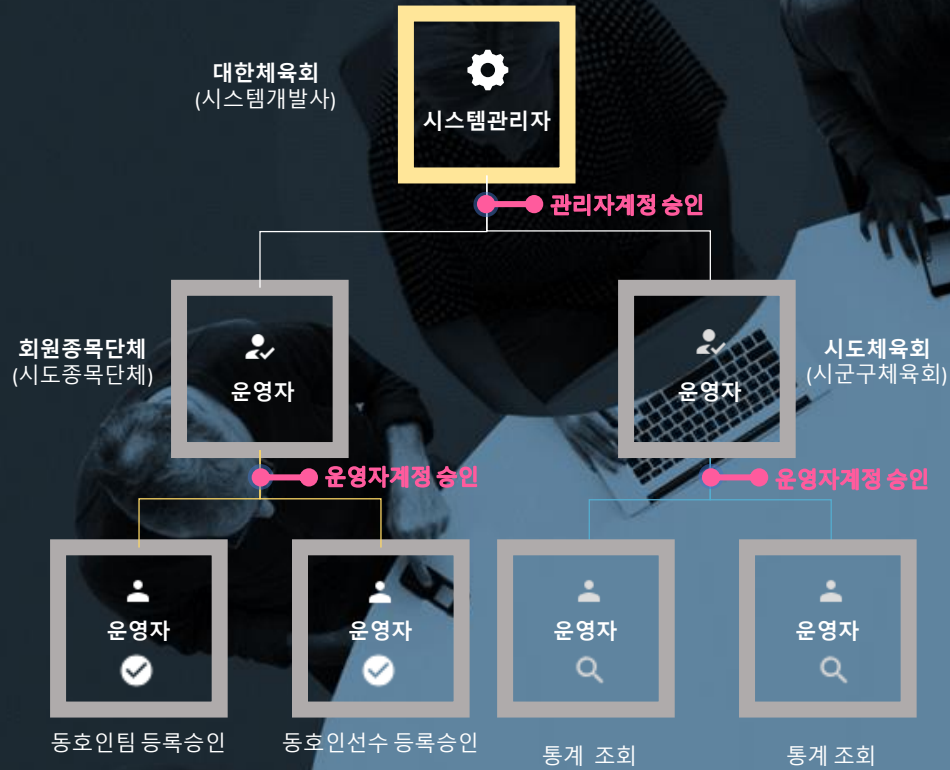 대한체육회
(시스템개발사)
시스템관리자
관리자계정 승인
회원종목단체
(시도종목단체)
운영자
운영자
시도체육회
(시군구체육회)
운영자계정 승인
운영자계정 승인
운영자
운영자
운영자
운영자
동호인팀 등록승인
동호인선수 등록승인
통계 조회
통계 조회